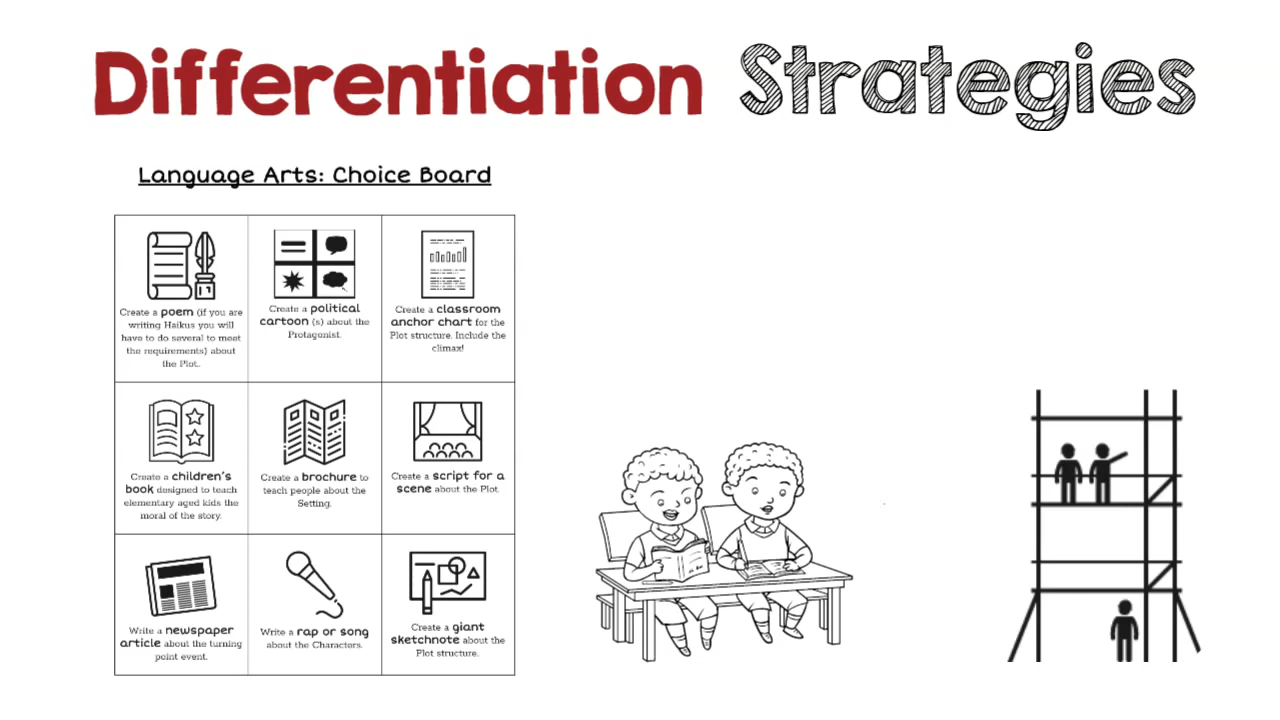 Differentiation Strategies
Language Arts: Choice Board
Create a poem (if you are
writing Haikus you will
have to do several to meet
the requirements) about
the Plot.
Create a political
cartoon (s) about the
Protagonist.
Create a classroom
anchor chart for the
Plot structure. Include the
climax!
Create a children's
book designed to teach
elementary aged kids the
moral of the story.
Create a brochure to
teach people about the
Setting.
Create a script for a
scene about the Plot.
Write a newspaper
article about the turning
point event.
Write a rap or song
about the Characters.
Create a giant
sketchnote about the
Plot structure.